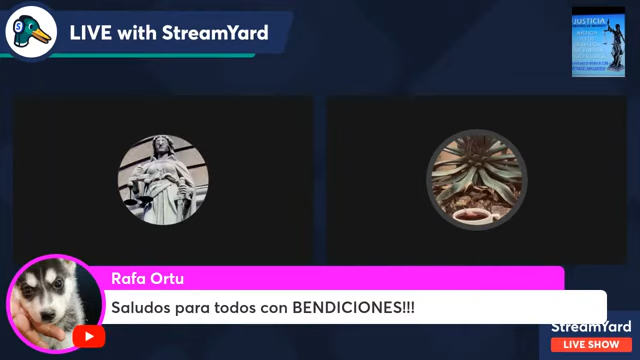 LIVE with StreamYard
JUSTICIA
Rafa Ortu
Saludos para todos con BENDICIONES!!!
StreamYard
LIVE SHOW